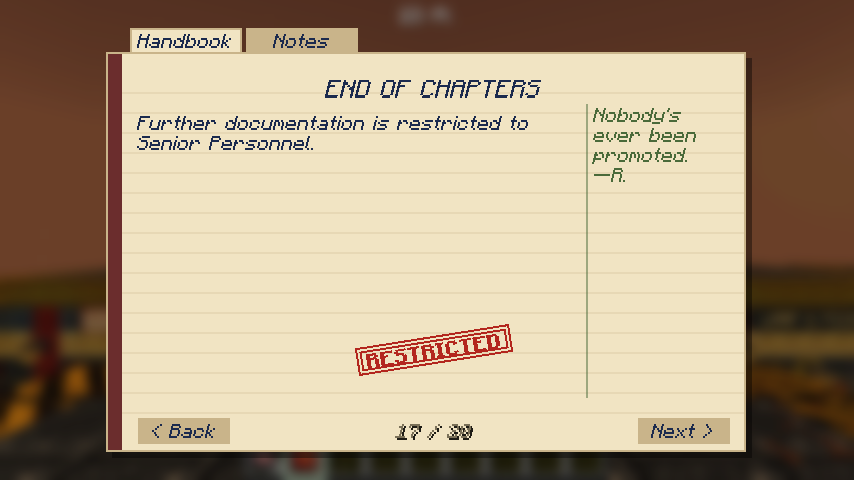 Handbook
Notes
END OF CHAPTERS
Further documentation is restricted to
Senior Personnel.
Nobody's
ever been
promoted.
—R.
RESTRICTED
< Back
17 / 20
Next >